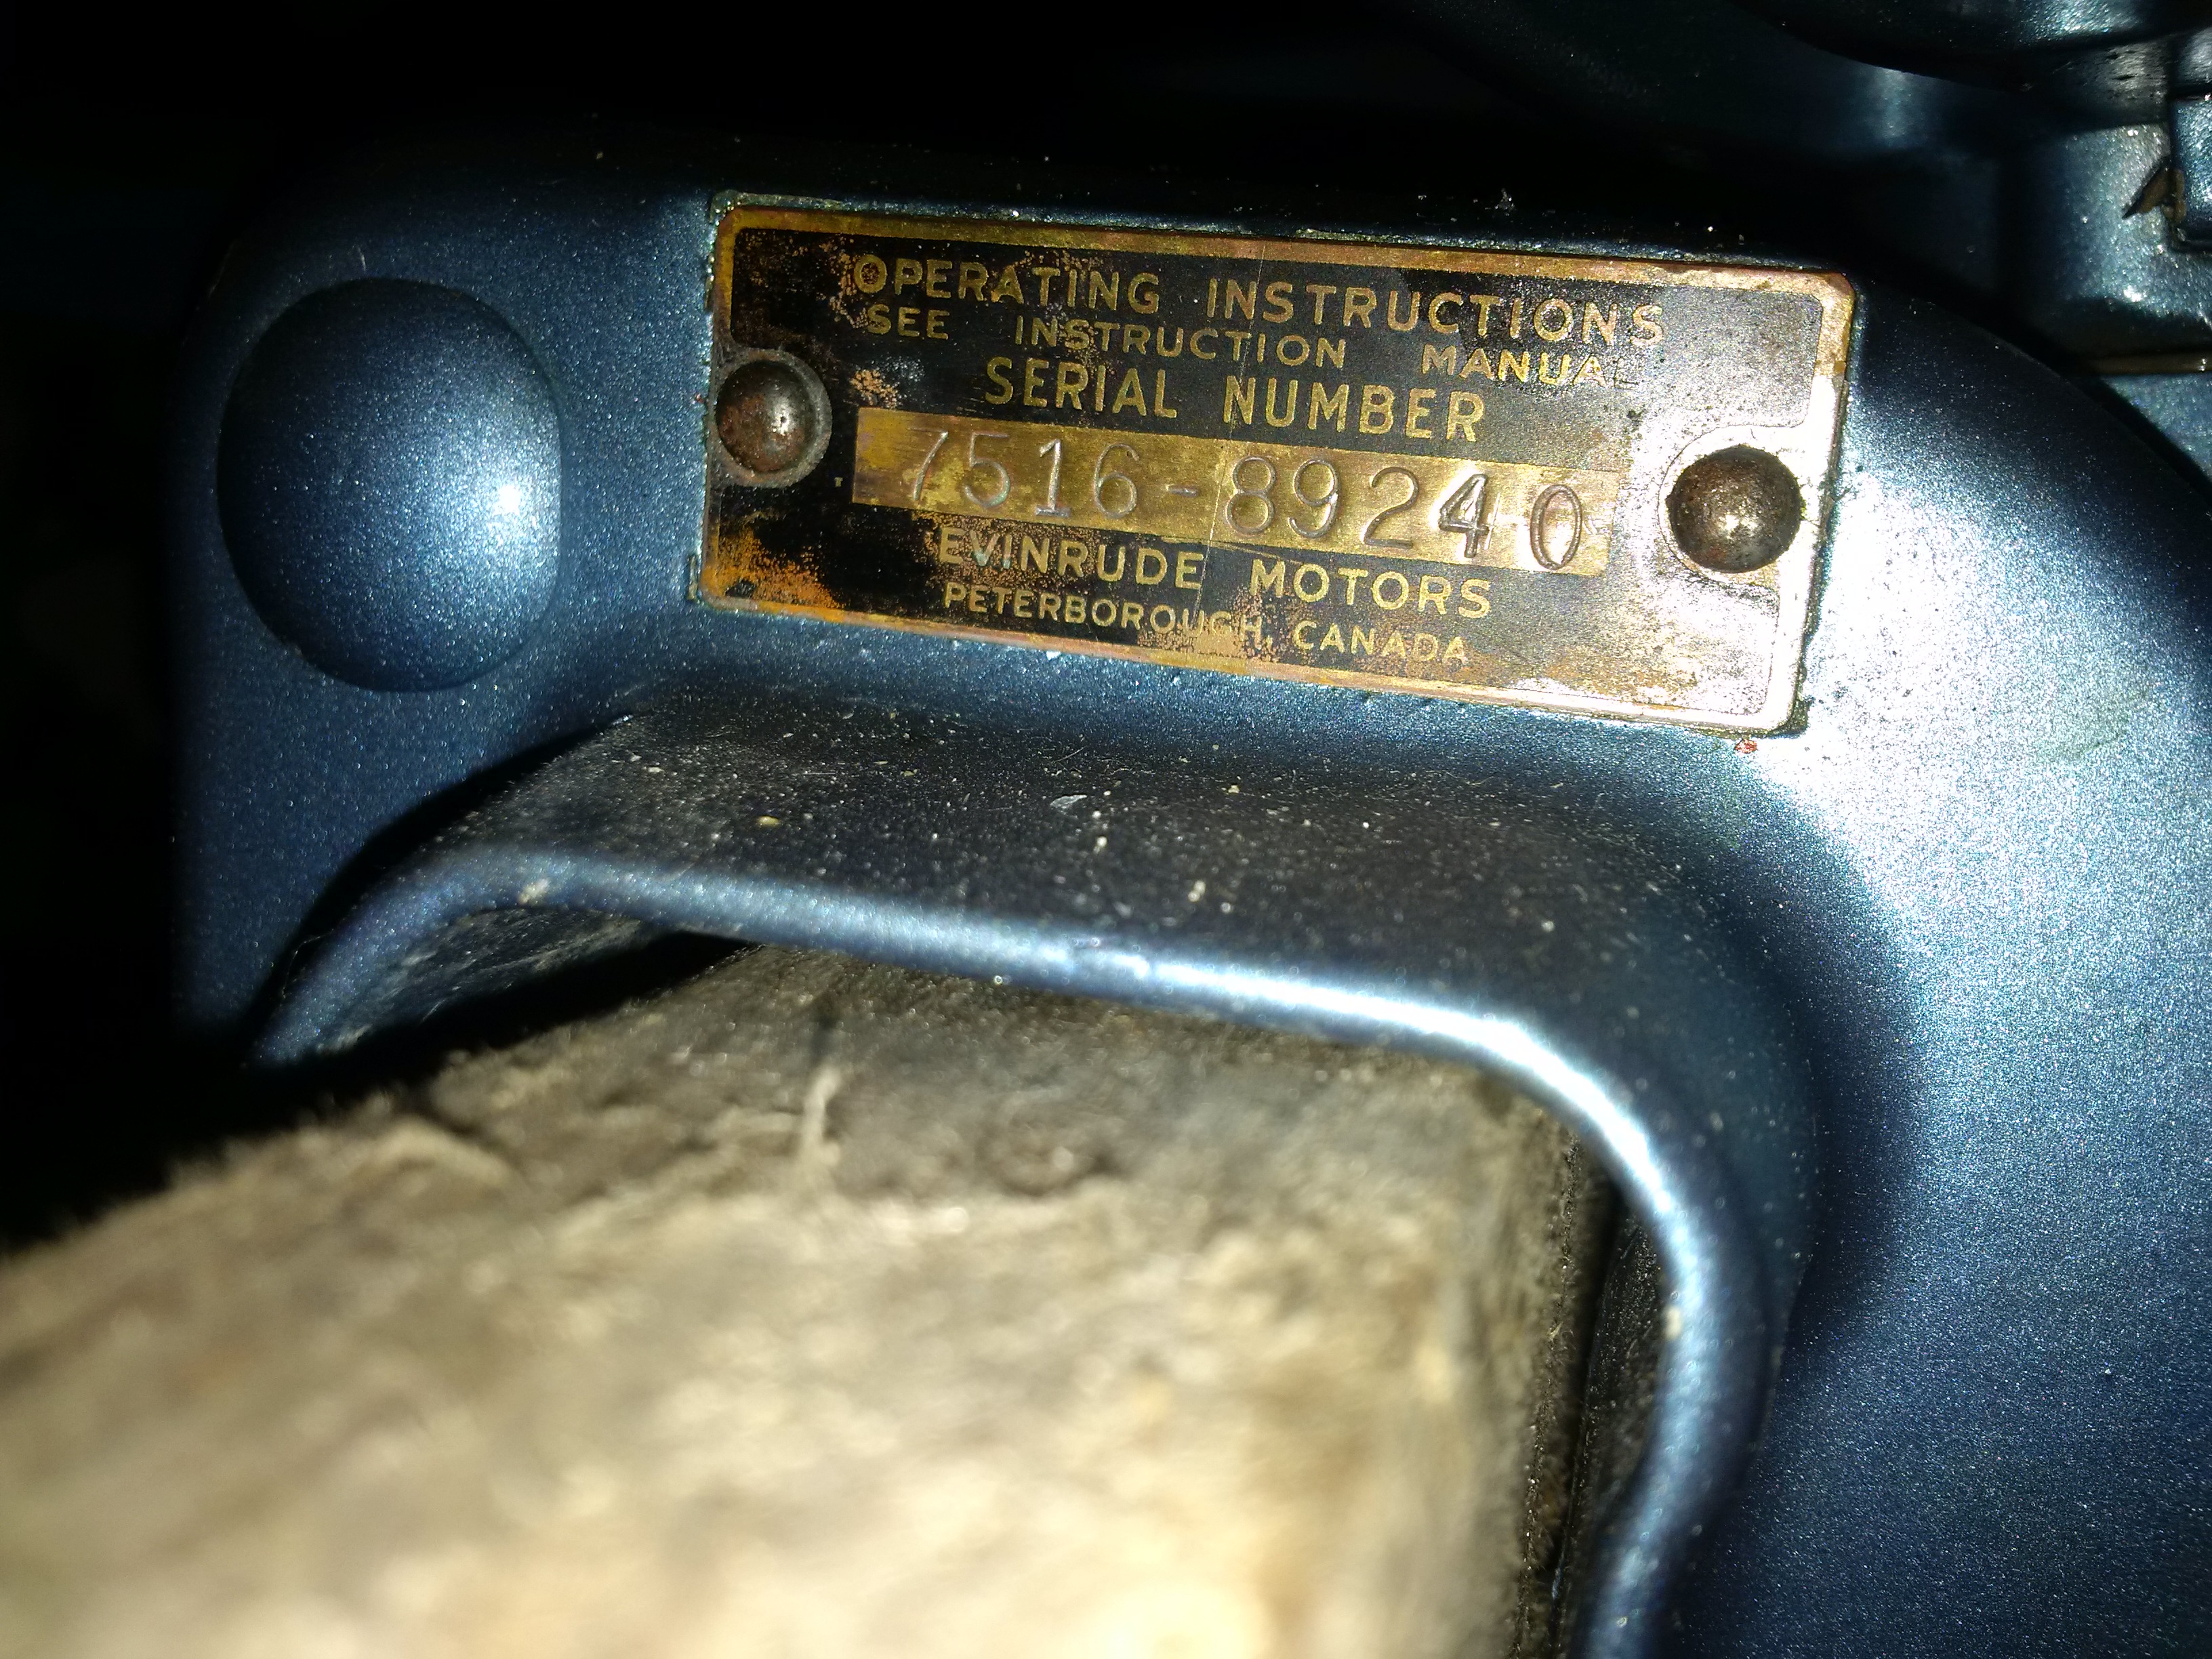 OPERATING INSTRUCTIONS
SEE INSTRUCTION MANUAL
SERIAL NUMBER
7516-89240
EVINRUDE MOTORS
PETERBOROUGH, CANADA